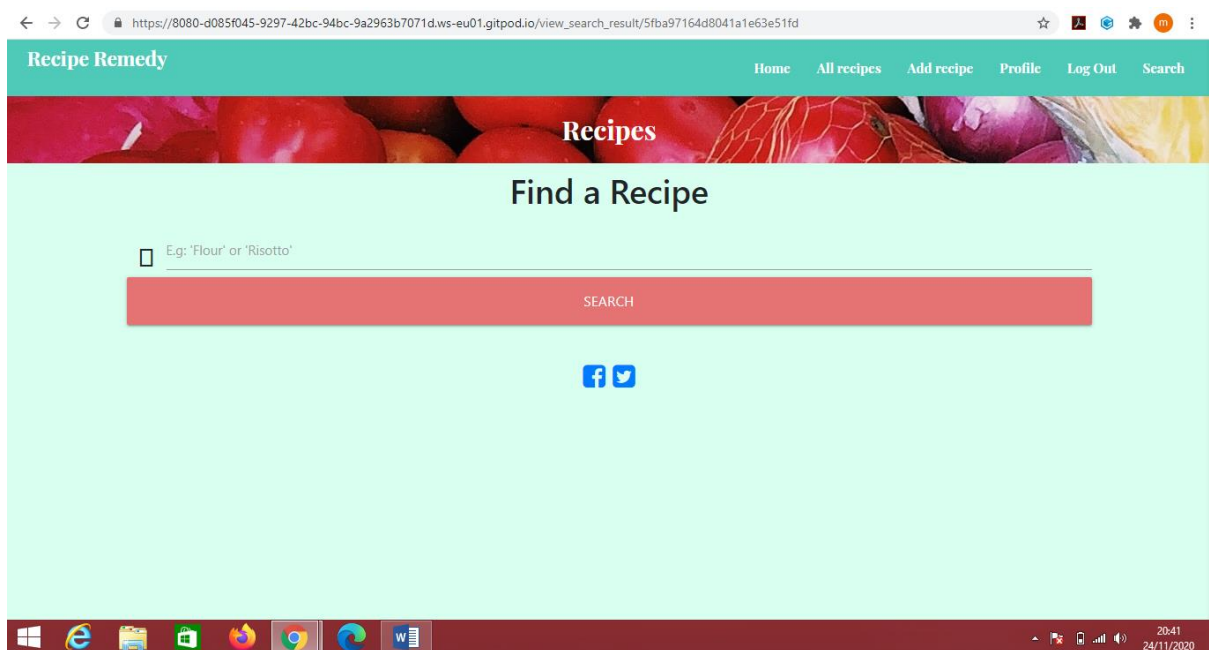 https://8080-d085f045-9297-42bc-94bc-9a2963b7071d.ws-eu01.gitpod.io/view_search_result/5fba97164d8041a1e63e51fd
m
Recipe Remedy
Home All recipes Add recipe Profile Log Out Search
Recipes
Find a Recipe
E.g: 'Flour' or 'Risotto'
SEARCH
20:41
24/11/2020